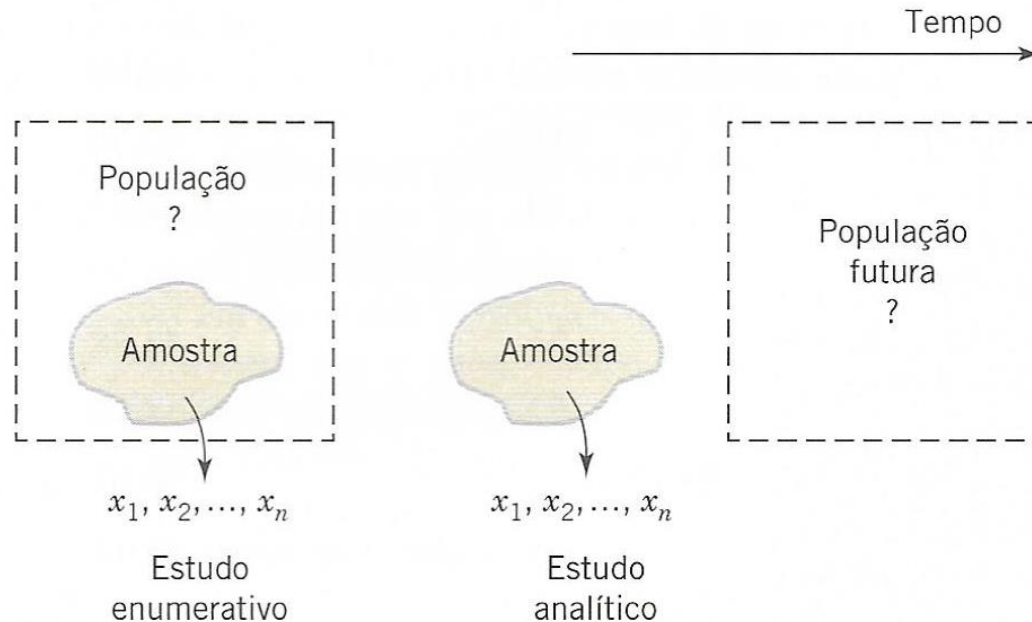 Tempo
População
?
Amostra
x₁, x₂, ..., xₙ
Estudo
enumerativo
Amostra
x₁, x₂, ..., xₙ
Estudo
analítico
População
futura
?